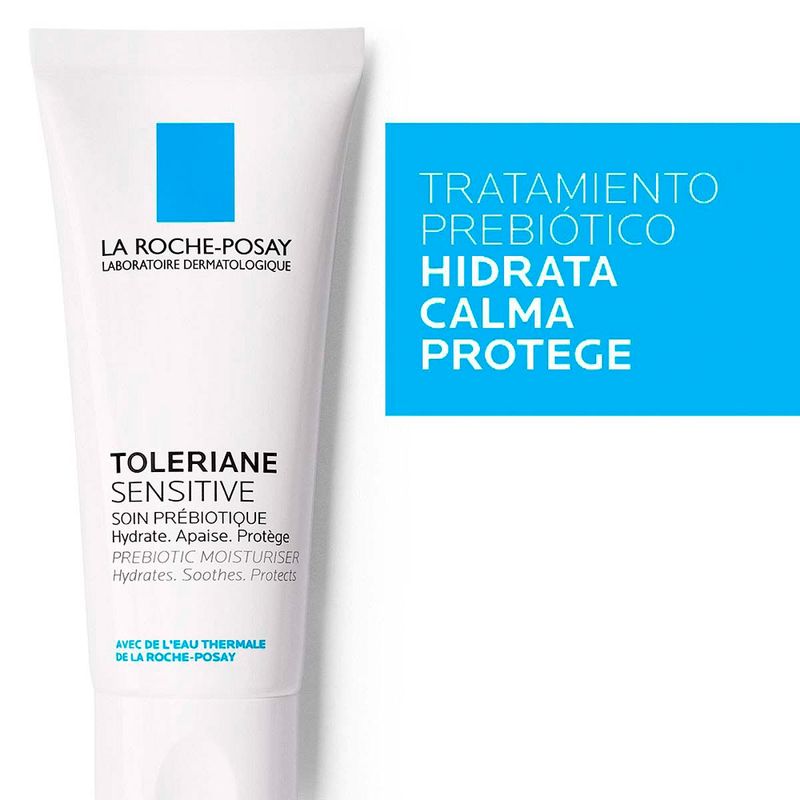 LA ROCHE-POSAY
LABORATOIRE DERMATOLOGIQUE
TOLERIANE
SENSITIVE
SOIN PRÉBIOTIQUE
Hydrate. Apaise. Protège
PREBIOTIC MOISTURISER
Hydrates. Soothes. Protects
AVEC DE L'EAU THERMALE
DE LA ROCHE-POSAY
TRATAMIENTO
PREBIÓTICO
HIDRATA
CALMA
PROTEGE